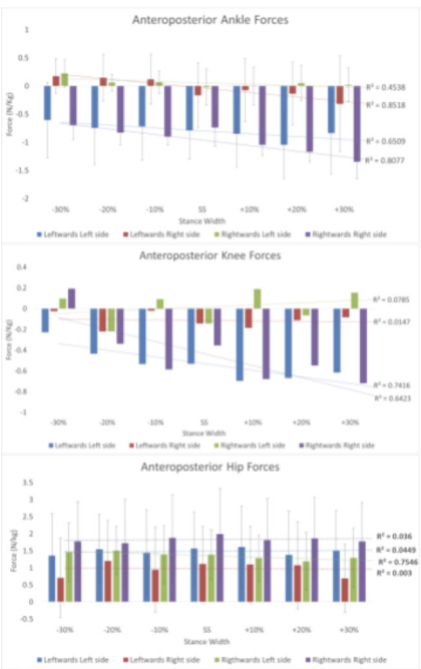 Anteroposterior Ankle Forces
1
0.5
0
-0.5
-1
-1.5
-2
Force (N/Kg)
R² = 0.4538
R² = 0.8518
R² = 0.6509
R² = 0.8077
-30% -20% -10% SS +10% +20% +30%
Stance Width
Leftwards Left side Leftwards Right side Rightwards Left side Rightwards Right side
Anteroposterior Knee Forces
0.4
0.2
0
-0.2
-0.4
-0.6
-0.8
-1
Force (N/Kg)
R² = 0.0785
R² = 0.0147
R² = 0.7416
R² = 0.6423
-30% -20% -10% SS +10% +20% +30%
Stance Width
Leftwards Left side Leftwards Right side Rightwards Left side Rightwards Right side
Anteroposterior Hip Forces
3.5
3
2.5
2
1.5
1
0.5
0
-0.5
Force (N/Kg)
R² = 0.036
R² = 0.0449
R² = 0.7546
R² = 0.003
-30% -20% -10% SS +10% +20% +30%
Stance Width
Leftwards Left side Leftwards Right side Rigthwards Left side Rightwards Right side